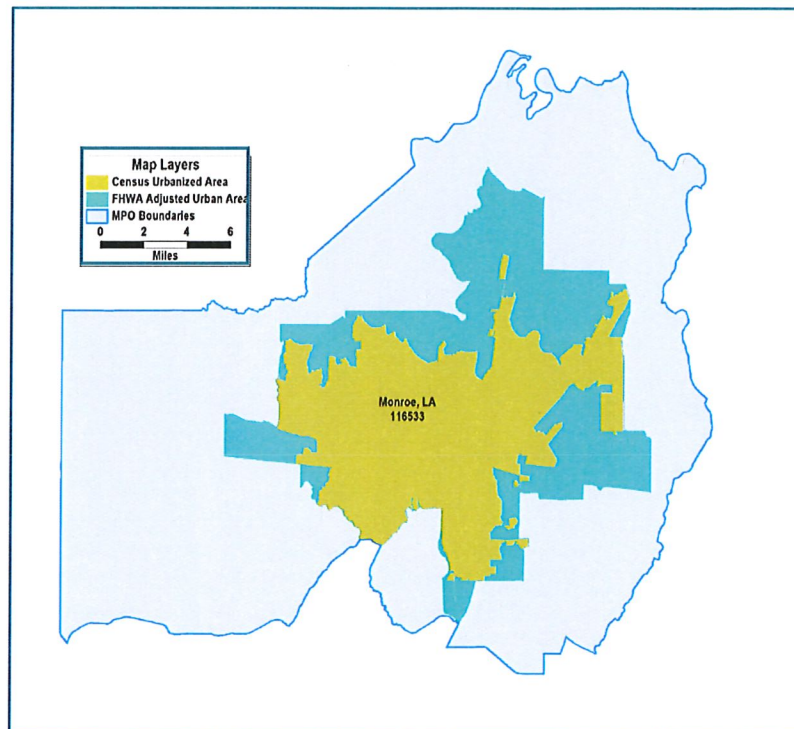 Map Layers
Census Urbanized Area
FHWA Adjusted Urban Area
MPO Boundaries
0 2 4 6
Miles
Monroe, LA
116533